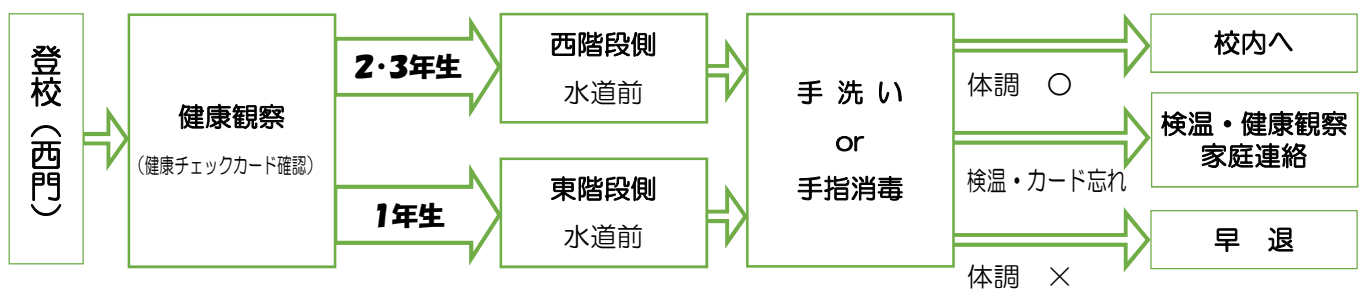 登校（西門）
健康観察
（健康チェックカード確認）
2・3年生
1年生
西階段側
水道前
東階段側
水道前
手 洗 い
or
手指消毒
体調　○
検温・カード忘れ
体調　×
校内へ
検温・健康観察
家庭連絡
早　退